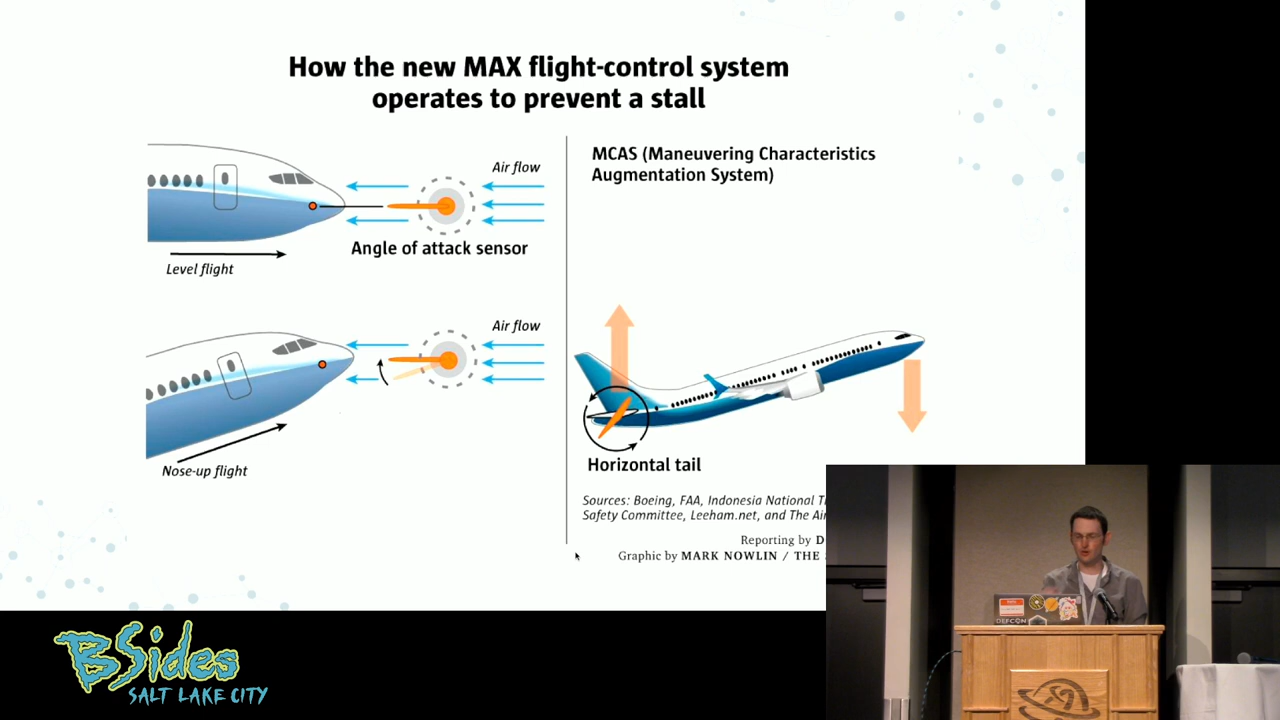 How the new MAX flight-control system
operates to prevent a stall
Air flow
Angle of attack sensor
Level flight
Air flow
Nose-up flight
MCAS (Maneuvering Characteristics
Augmentation System)
Horizontal tail
Sources: Boeing, FAA, Indonesia National
Safety Committee, Leeham.net, and The
Reporting by
Graphic by MARK NOWLIN / THE
DEFCON
BSides
SALT LAKE CITY